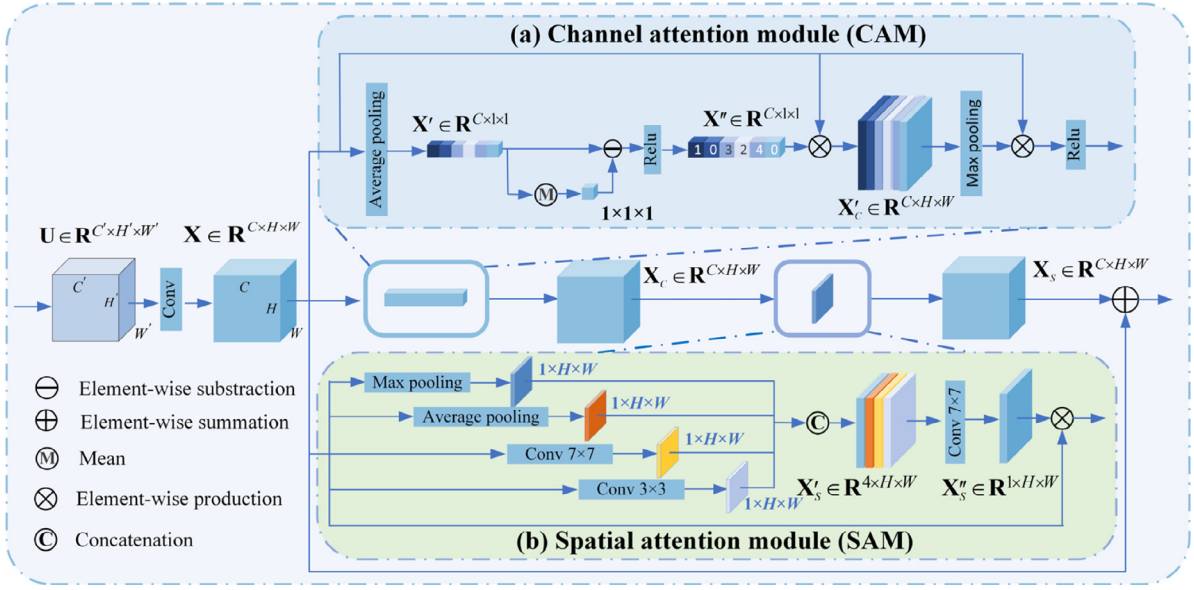 (a) Channel attention module (CAM)
Average pooling
X′ ∈ R^{C×1×1}
M
1×1×1
Relu
X″ ∈ R^{C×1×1}
1 0 3 2 4 0
X′_C ∈ R^{C×H×W}
Max pooling
Relu
U ∈ R^{C′×H′×W′}
X ∈ R^{C×H×W}
C′
H′
W′
Conv
C
H
W
X_C ∈ R^{C×H×W}
X_S ∈ R^{C×H×W}
Element-wise substraction
Element-wise summation
M Mean
Element-wise production
C Concatenation
Max pooling
1×H×W
Average pooling
1×H×W
Conv 7×7
1×H×W
Conv 3×3
1×H×W
C
X′_S ∈ R^{4×H×W}
Conv 7×7
X″_S ∈ R^{1×H×W}
(b) Spatial attention module (SAM)